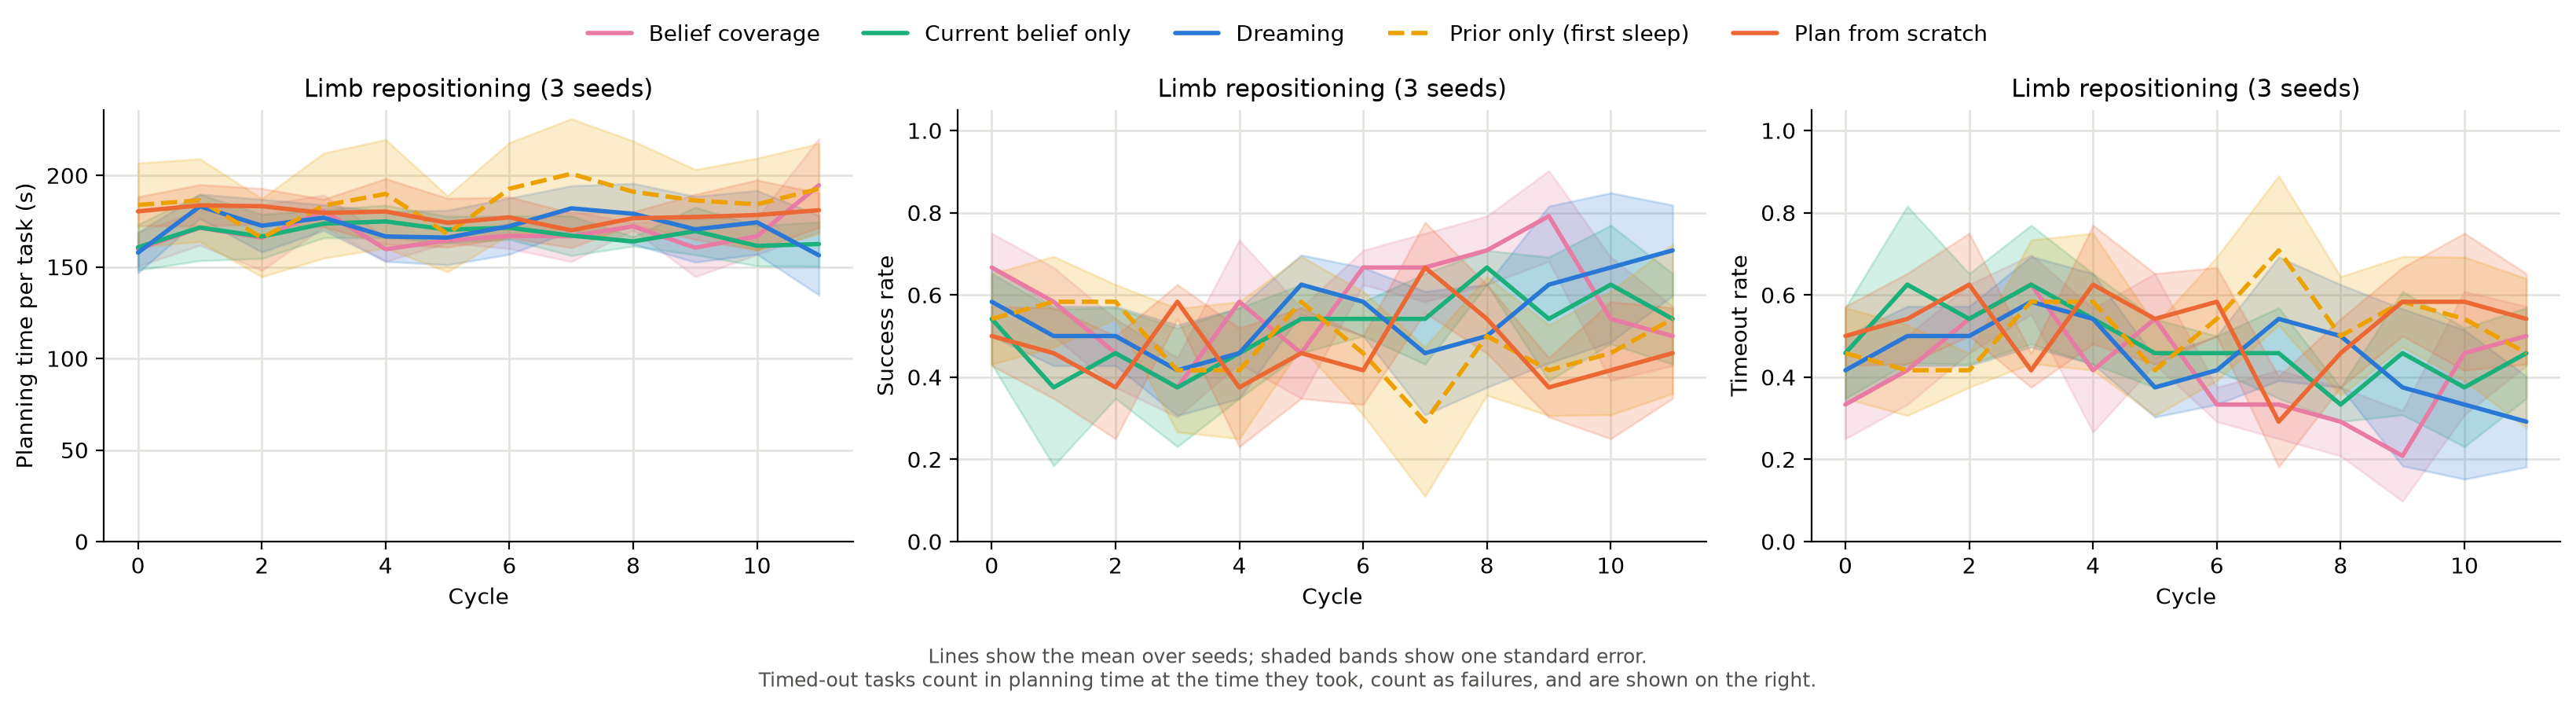 Belief coverage
Current belief only
Dreaming
Prior only (first sleep)
Plan from scratch
Limb repositioning (3 seeds)
Planning time per task (s)
200
150
100
50
0
0 2 4 6 8 10
Cycle
Limb repositioning (3 seeds)
Success rate
1.0
0.8
0.6
0.4
0.2
0.0
0 2 4 6 8 10
Cycle
Limb repositioning (3 seeds)
Timeout rate
1.0
0.8
0.6
0.4
0.2
0.0
0 2 4 6 8 10
Cycle
Lines show the mean over seeds; shaded bands show one standard error.
Timed-out tasks count in planning time at the time they took, count as failures, and are shown on the right.